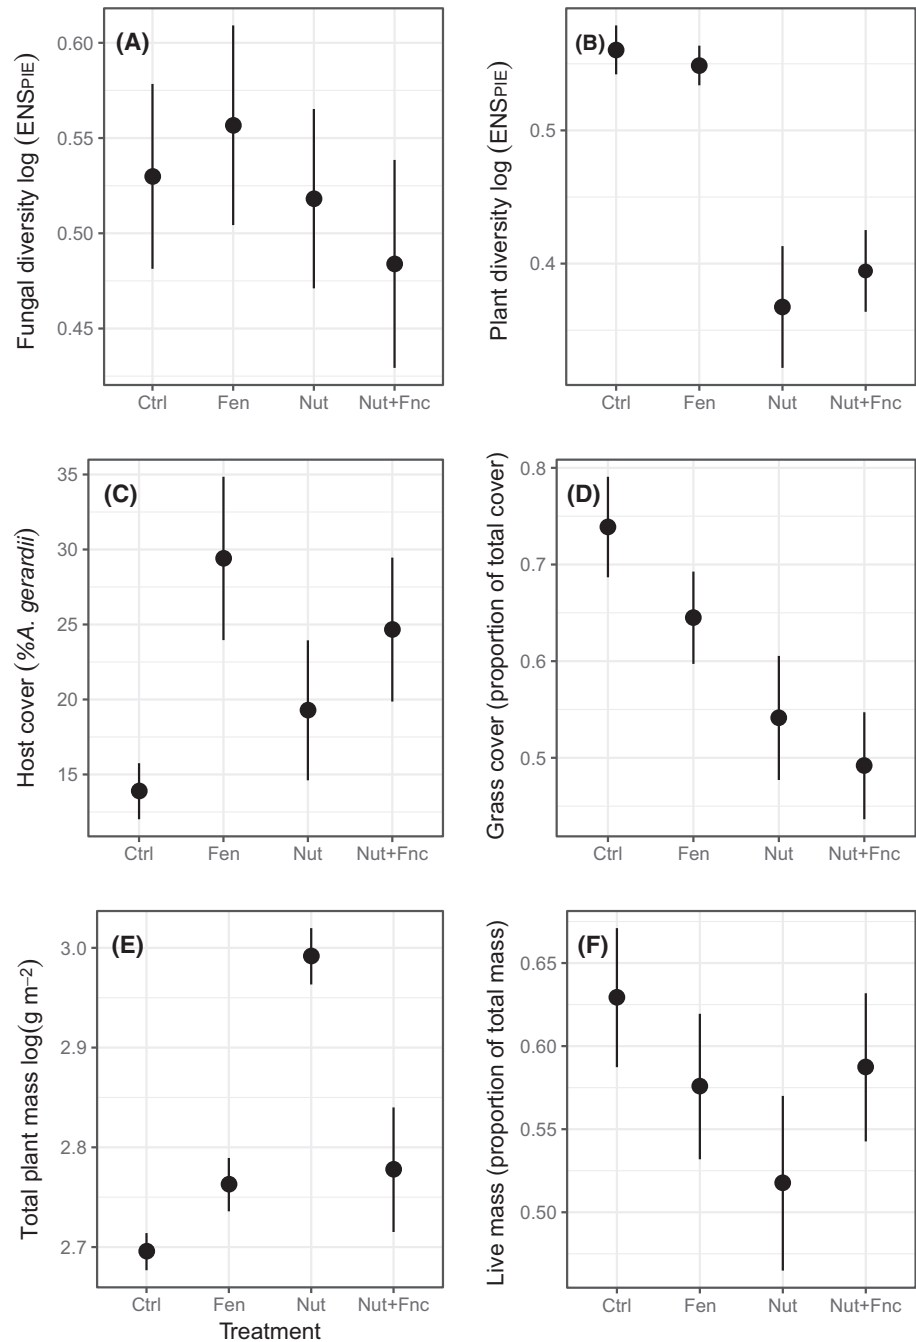 (A)
Fungal diversity log (ENSPIE)
0.60
0.55
0.50
0.45
Ctrl Fen Nut Nut+Fnc
(B)
Plant diversity log (ENSPIE)
0.5
0.4
Ctrl Fen Nut Nut+Fnc
(C)
Host cover (%A. gerardii)
35
30
25
20
15
Ctrl Fen Nut Nut+Fnc
(D)
Grass cover (proportion of total cover)
0.8
0.7
0.6
0.5
Ctrl Fen Nut Nut+Fnc
(E)
Total plant mass log(g m−2)
3.0
2.9
2.8
2.7
Ctrl Fen Nut Nut+Fnc
Treatment
(F)
Live mass (proportion of total mass)
0.65
0.60
0.55
0.50
Ctrl Fen Nut Nut+Fnc